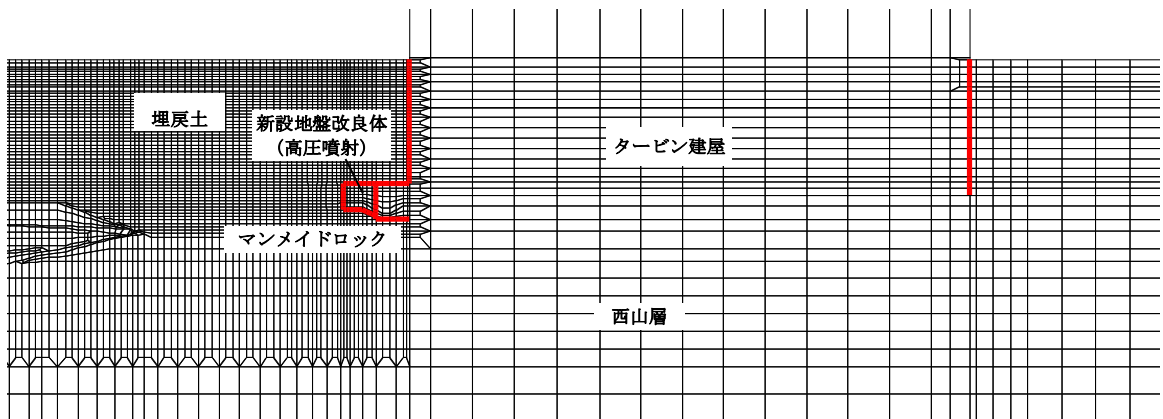 埋戻土
新設地盤改良体
(高圧噴射)
タービン建屋
マンメイドロック
西山層